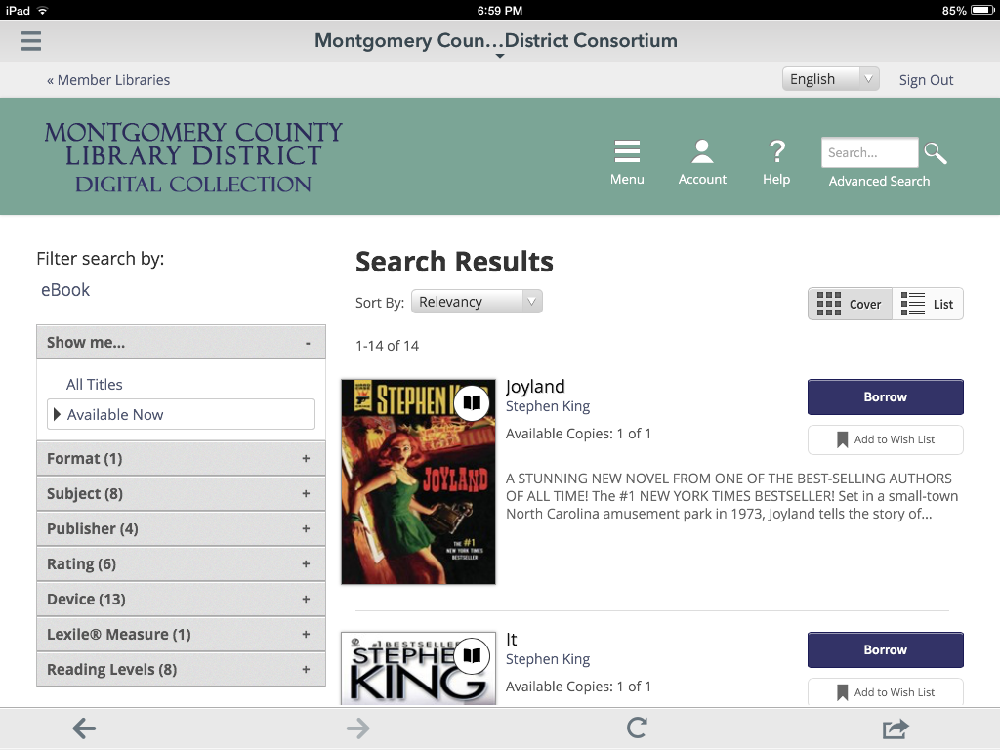 iPad 6:59 PM 85%
Montgomery Coun...District Consortium
« Member Libraries English Sign Out
MONTGOMERY COUNTY
LIBRARY DISTRICT
DIGITAL COLLECTION
Menu Account Help Search... Advanced Search
Filter search by:
eBook
Show me... -
All Titles
Available Now
Format (1) +
Subject (8) +
Publisher (4) +
Rating (6) +
Device (13) +
Lexile® Measure (1) +
Reading Levels (8) +
Search Results
Sort By: Relevancy Cover List
1-14 of 14
STEPHEN K
JOYLAND
THE #1
NEW YORK TIMES
BESTSELLER
Joyland
Stephen King
Available Copies: 1 of 1
Borrow
Add to Wish List
A STUNNING NEW NOVEL FROM ONE OF THE BEST-SELLING AUTHORS
OF ALL TIME! The #1 NEW YORK TIMES BESTSELLER! Set in a small-town
North Carolina amusement park in 1973, Joyland tells the story of...
#1 BESTSELLE
STEPHE
KING
It
Stephen King
Available Copies: 1 of 1
Borrow
Add to Wish List